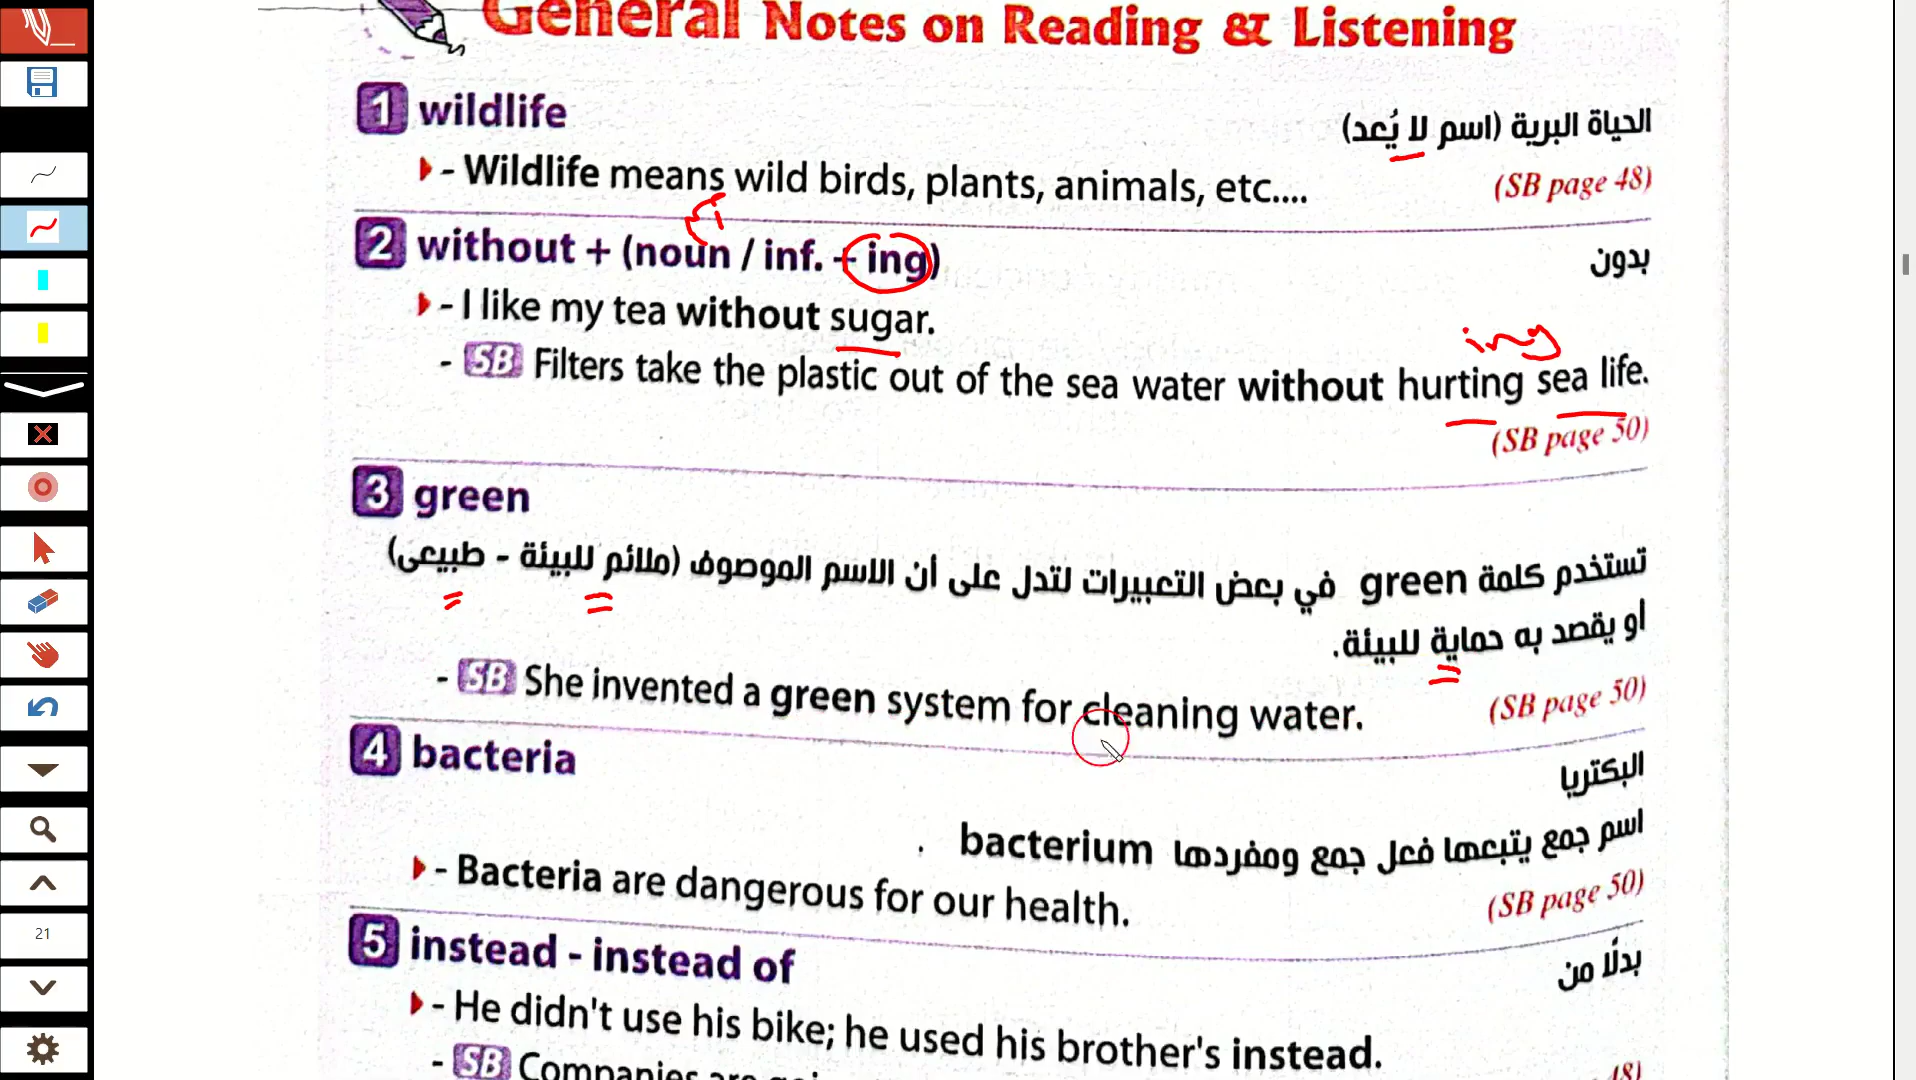 General Notes on Reading & Listening
1 wildlife
الحياة البرية (اسم لا يُعد)
- Wildlife means wild birds, plants, animals, etc.... (SB page 48)
2 without + (noun / inf. + ing) بدون
- I like my tea without sugar.
ing
- SB Filters take the plastic out of the sea water without hurting sea life.
(SB page 50)
3 green
تستخدم كلمة green في بعض التعبيرات لتدل على أن الاسم الموصوف (ملائم للبيئة - طبيعى)
او يقصد به حماية للبيئة.
- SB She invented a green system for cleaning water. (SB page 50)
4 bacteria البكتريا
اسم جمع يتبعها فعل جمع ومفردها bacterium .
- Bacteria are dangerous for our health. (SB page 50)
5 instead - instead of بدلًا من
- He didn't use his bike; he used his brother's instead.
- SB Companies are
48)
21